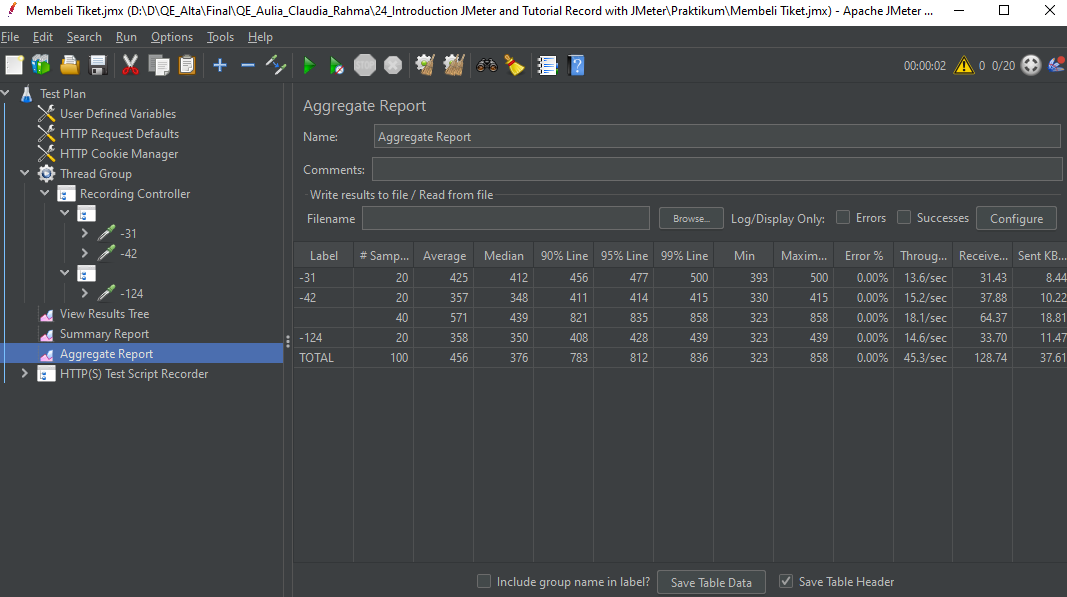 Membeli Tiket.jmx (D:\D\QE_Alta\Final\QE_Aulia_Claudia_Rahma\24_Introduction JMeter and Tutorial Record with JMeter\Praktikum\Membeli Tiket.jmx) - Apache JMeter ...
File Edit Search Run Options Tools Help
STOP 00:00:02 0 0/20
Test Plan
User Defined Variables
HTTP Request Defaults
HTTP Cookie Manager
Thread Group
Recording Controller
-31
-42
-124
View Results Tree
Summary Report
Aggregate Report
HTTP(S) Test Script Recorder
Aggregate Report
Name: Aggregate Report
Comments:
Write results to file / Read from file
Filename Browse... Log/Display Only: Errors Successes Configure
Label # Samp... Average Median 90% Line 95% Line 99% Line Min Maxim... Error % Throug... Receive... Sent KB...
-31 20 425 412 456 477 500 393 500 0.00% 13.6/sec 31.43 8.44
-42 20 357 348 411 414 415 330 415 0.00% 15.2/sec 37.88 10.22
40 571 439 821 835 858 323 858 0.00% 18.1/sec 64.37 18.81
-124 20 358 350 408 428 439 323 439 0.00% 14.6/sec 33.70 11.47
TOTAL 100 456 376 783 812 836 323 858 0.00% 45.3/sec 128.74 37.61
Include group name in label? Save Table Data Save Table Header